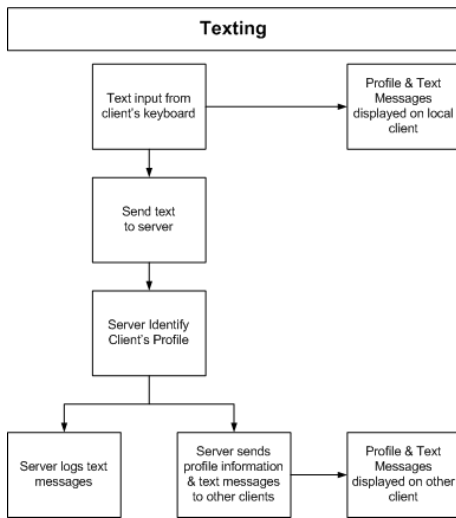 Texting
Text input from
client's keyboard
Profile & Text
Messages
displayed on local
client
Send text
to server
Server Identify
Client's Profile
Server logs text
messages
Server sends
profile information
& text messages
to other clients
Profile & Text
Messages
displayed on other
client